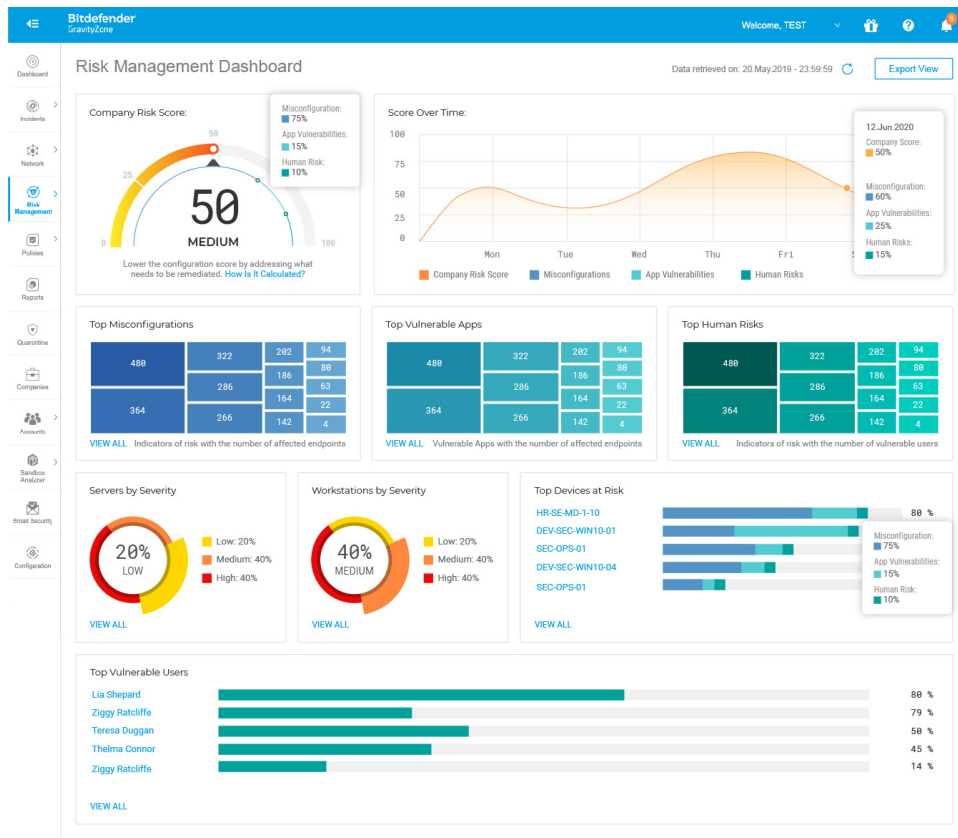 Bitdefender
GravityZone
Welcome, TEST
9
Dashboard
Incidents
Network
Risk
Management
Policies
Reports
Quarantine
Companies
Accounts
Sandbox
Analyzer
Email Security
Configuration
Risk Management Dashboard
Data retrieved on: 20.May.2019 - 23:59:59
Export View
Company Risk Score:
Misconfiguration:
75%
App Vulnerabilities:
15%
Human Risk:
10%
0
25
50
100
50
MEDIUM
Lower the configuration score by addressing what
needs to be remediated. How Is It Calculated?
Score Over Time:
100
75
50
25
0
Mon Tue Wed Thu Fri S
Company Risk Score Misconfigurations App Vulnerabilities Human Risks
12.Jun.2020
Company Score:
50%
Misconfiguration:
60%
App Vulnerabilities:
25%
Human Risks:
15%
Top Misconfigurations
480 322 202 94
186 80
286 63
364 164 22
266 142 4
VIEW ALL Indicators of risk with the number of affected endpoints
Top Vulnerable Apps
480 322 202 94
186 80
286 63
364 164 22
266 142 4
VIEW ALL Vulnerable Apps with the number of affected endpoints
Top Human Risks
480 322 202 94
186 80
286 63
364 164 22
266 142 4
VIEW ALL Indicators of risk with the number of vulnerable users
Servers by Severity
20%
LOW
Low: 20%
Medium: 40%
High: 40%
VIEW ALL
Workstations by Severity
40%
MEDIUM
Low: 20%
Medium: 40%
High: 40%
VIEW ALL
Top Devices at Risk
HR-SE-MD-1-10 80 %
DEV-SEC-WIN10-01
SEC-OPS-01
DEV-SEC-WIN10-04
SEC-OPS-01
Misconfiguration:
75%
App Vulnerabilities:
15%
Human Risk:
10%
VIEW ALL
Top Vulnerable Users
Lia Shepard 80 %
Ziggy Ratcliffe 79 %
Teresa Duggan 50 %
Thelma Connor 45 %
Ziggy Ratcliffe 14 %
VIEW ALL